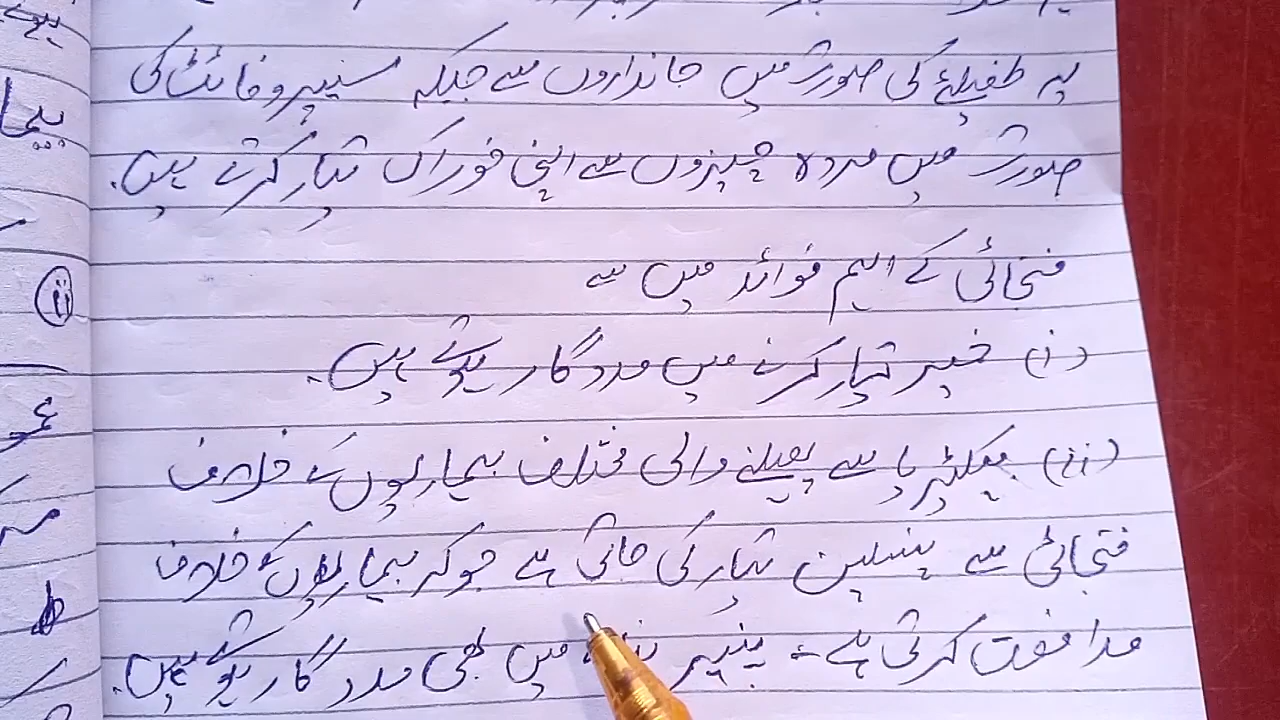 یہ طفیلئ کی صورت میں جانداروں سے جبکہ سیپروفائٹ کی
صورت میں مردہ چیزوں سے اپنی خوراک تیار کرتے ہیں۔
فنجائی کے اہم فوائد میں سے
(i) خمیر تیار کرنے میں مددگار ہوتے ہیں۔
(ii) بیکٹیریا سے پھیلنے والی مختلف بیماریوں کے خلاف
فنجائی سے پنسلین تیار کی جاتی ہے جو کہ بیماریوں کے خلاف
مدافعت کرتی ہے۔ پنیر میں بھی مددگار ہوتے ہیں۔